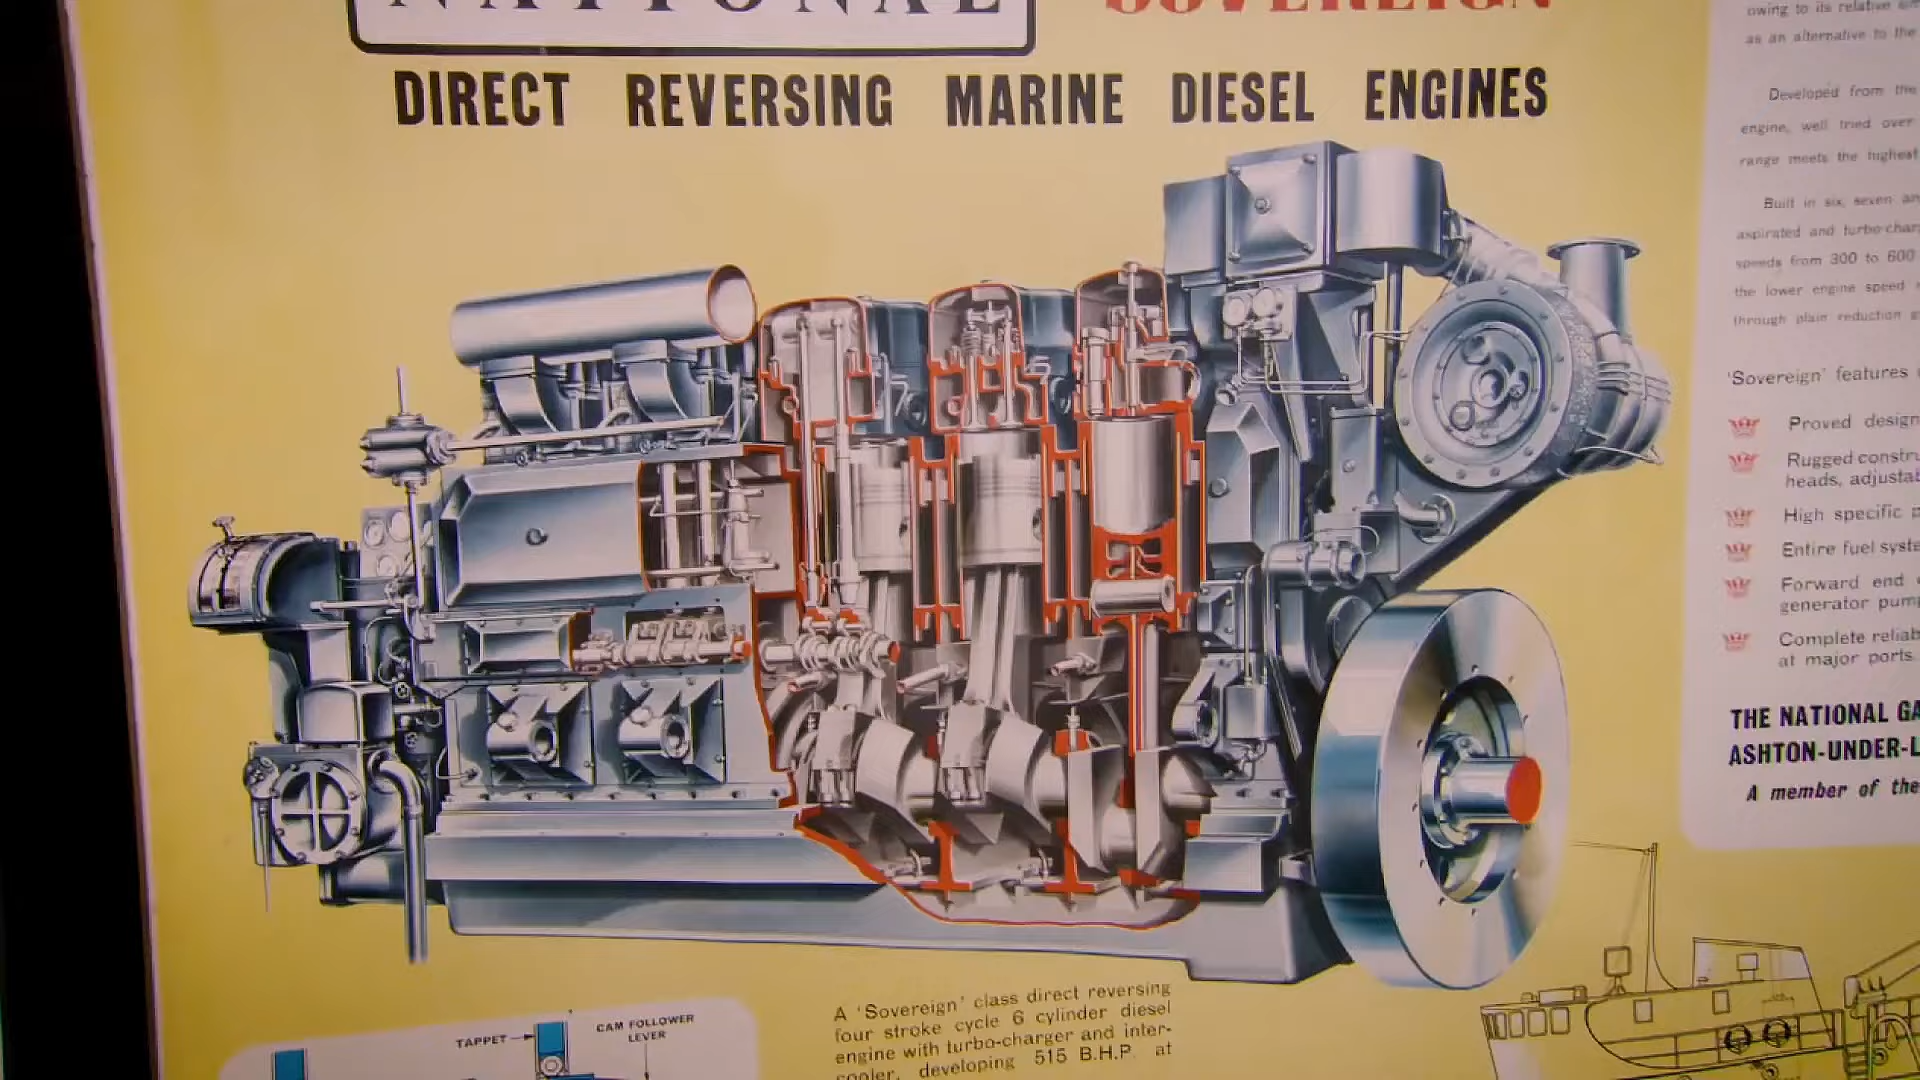 NATIONAL
SOVEREIGN
DIRECT REVERSING MARINE DIESEL ENGINES
owing to its relative
as an alternative to the
Developed from the
engine, well tried over
range meets the highest
Built in six, seven
aspirated and turbo-char
speeds from 300 to 600
the lower engine speed
through plain reduction
'Sovereign' features
Proved design
Rugged constru
heads, adjustab
High specific p
Entire fuel syste
Forward end
generator pump
Complete reliab
at major ports.
THE NATIONAL GA
ASHTON-UNDER-L
A member of the
A 'Sovereign' class direct reversing
four stroke cycle 6 cylinder diesel
engine with turbo-charger and inter-
cooler, developing 515 B.H.P. at
TAPPET
CAM FOLLOWER
LEVER